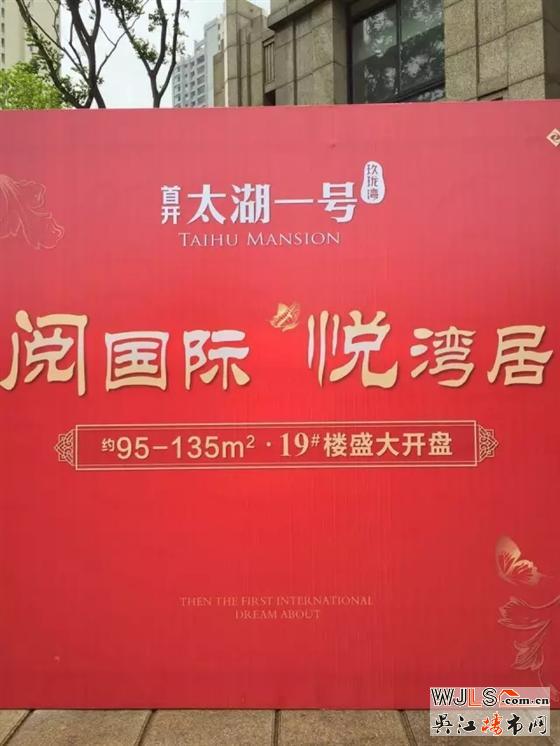 首开 太湖一号 玖珑湾
TAIHU MANSION
阅国际 悦湾居
约95-135m²·19#楼盛大开盘
THEN THE FIRST INTERNATIONAL
DREAM ABOUT
WJLS.com.cn
吴江楼市网